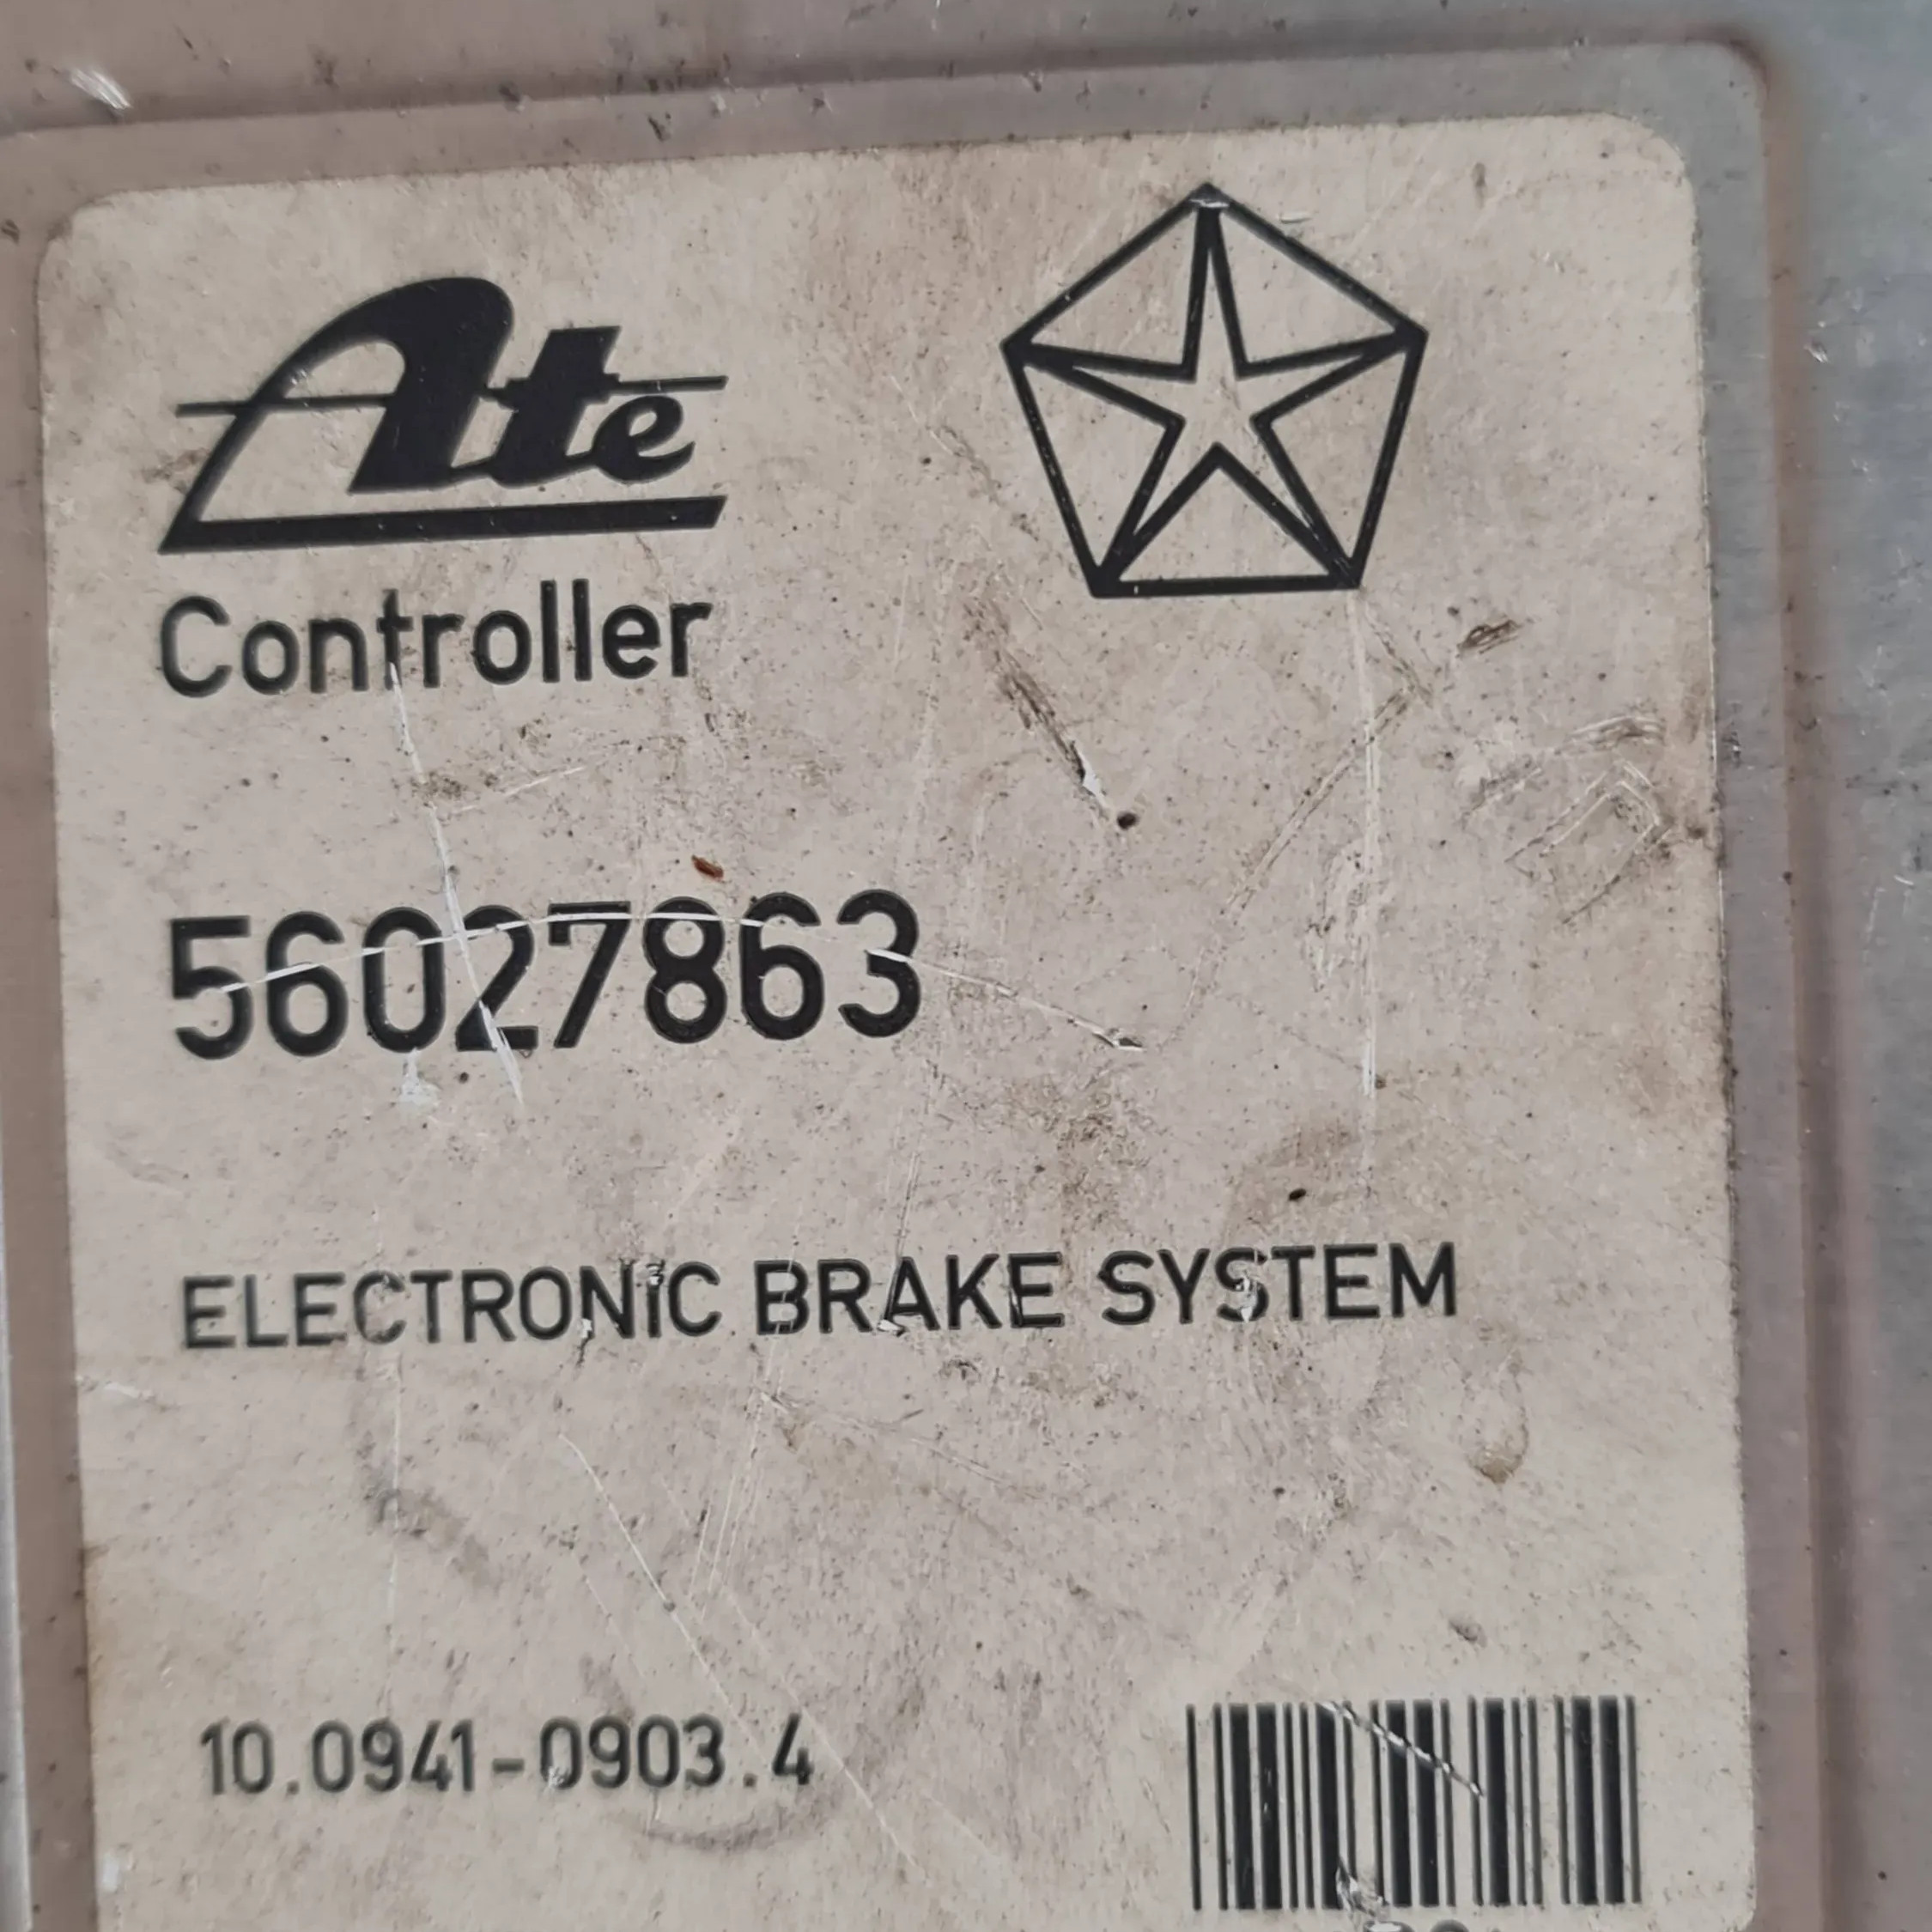 Ate
Controller
56027863
ELECTRONIC BRAKE SYSTEM
10.0941-0903.4